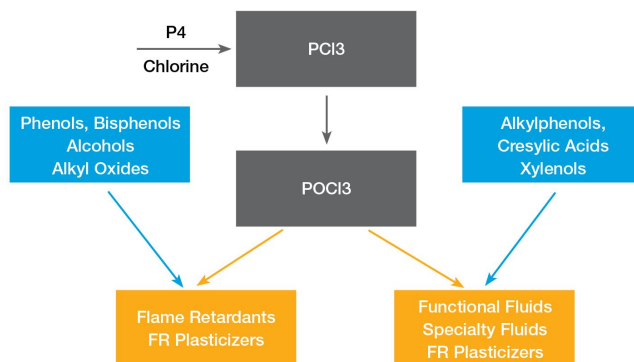 P4
Chlorine
PCl3
Phenols, Bisphenols
Alcohols
Alkyl Oxides
Alkylphenols,
Cresylic Acids
Xylenols
POCl3
Flame Retardants
FR Plasticizers
Functional Fluids
Specialty Fluids
FR Plasticizers